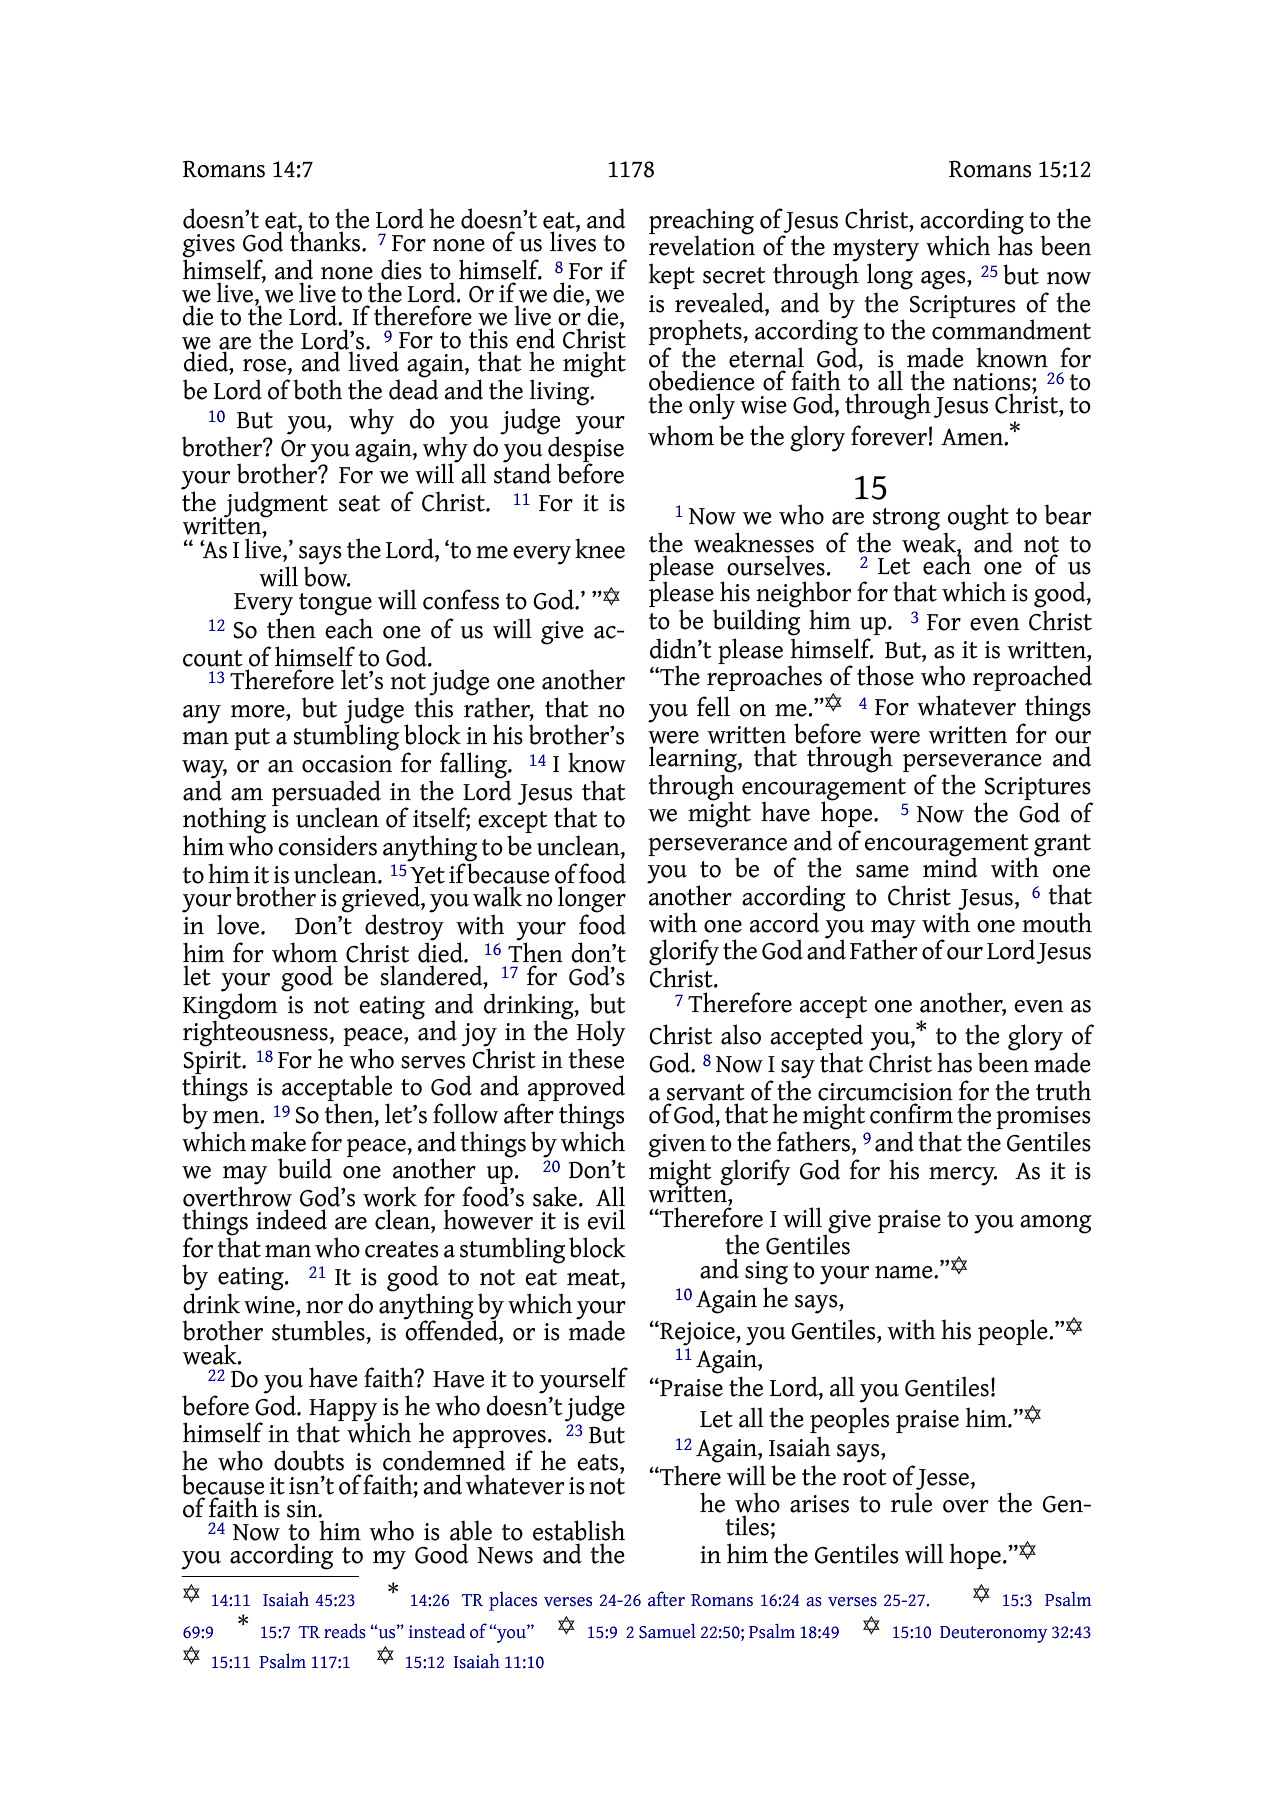 Romans 14:7 1178 Romans 15:12
doesn’t eat, to the Lord he doesn’t eat, and
gives God thanks. 7 For none of us lives to
himself, and none dies to himself. 8 For if
we live, we live to the Lord. Or if we die, we
die to the Lord. If therefore we live or die,
we are the Lord’s. 9 For to this end Christ
died, rose, and lived again, that he might
be Lord of both the dead and the living.
10 But you, why do you judge your
brother? Or you again, why do you despise
your brother? For we will all stand before
the judgment seat of Christ. 11 For it is
written,
“ ‘As I live,’ says the Lord, ‘to me every knee
will bow.
Every tongue will confess to God.’ ”✡
12 So then each one of us will give ac-
count of himself to God.
13 Therefore let’s not judge one another
any more, but judge this rather, that no
man put a stumbling block in his brother’s
way, or an occasion for falling. 14 I know
and am persuaded in the Lord Jesus that
nothing is unclean of itself; except that to
him who considers anything to be unclean,
to him it is unclean. 15 Yet if because of food
your brother is grieved, you walk no longer
in love. Don’t destroy with your food
him for whom Christ died. 16 Then don’t
let your good be slandered, 17 for God’s
Kingdom is not eating and drinking, but
righteousness, peace, and joy in the Holy
Spirit. 18 For he who serves Christ in these
things is acceptable to God and approved
by men. 19 So then, let’s follow after things
which make for peace, and things by which
we may build one another up. 20 Don’t
overthrow God’s work for food’s sake. All
things indeed are clean, however it is evil
for that man who creates a stumbling block
by eating. 21 It is good to not eat meat,
drink wine, nor do anything by which your
brother stumbles, is offended, or is made
weak.
22 Do you have faith? Have it to yourself
before God. Happy is he who doesn’t judge
himself in that which he approves. 23 But
he who doubts is condemned if he eats,
because it isn’t of faith; and whatever is not
of faith is sin.
24 Now to him who is able to establish
you according to my Good News and the
preaching of Jesus Christ, according to the
revelation of the mystery which has been
kept secret through long ages, 25 but now
is revealed, and by the Scriptures of the
prophets, according to the commandment
of the eternal God, is made known for
obedience of faith to all the nations; 26 to
the only wise God, through Jesus Christ, to
whom be the glory forever! Amen.*
15
1 Now we who are strong ought to bear
the weaknesses of the weak, and not to
please ourselves. 2 Let each one of us
please his neighbor for that which is good,
to be building him up. 3 For even Christ
didn’t please himself. But, as it is written,
“The reproaches of those who reproached
you fell on me.”✡ 4 For whatever things
were written before were written for our
learning, that through perseverance and
through encouragement of the Scriptures
we might have hope. 5 Now the God of
perseverance and of encouragement grant
you to be of the same mind with one
another according to Christ Jesus, 6 that
with one accord you may with one mouth
glorify the God and Father of our Lord Jesus
Christ.
7 Therefore accept one another, even as
Christ also accepted you,* to the glory of
God. 8 Now I say that Christ has been made
a servant of the circumcision for the truth
of God, that he might confirm the promises
given to the fathers, 9 and that the Gentiles
might glorify God for his mercy. As it is
written,
“Therefore I will give praise to you among
the Gentiles
and sing to your name.”✡
10 Again he says,
“Rejoice, you Gentiles, with his people.”✡
11 Again,
“Praise the Lord, all you Gentiles!
Let all the peoples praise him.”✡
12 Again, Isaiah says,
“There will be the root of Jesse,
he who arises to rule over the Gen-
tiles;
in him the Gentiles will hope.”✡
✡ 14:11 Isaiah 45:23 * 14:26 TR places verses 24-26 after Romans 16:24 as verses 25-27. ✡ 15:3 Psalm
69:9 * 15:7 TR reads “us” instead of “you” ✡ 15:9 2 Samuel 22:50; Psalm 18:49 ✡ 15:10 Deuteronomy 32:43
✡ 15:11 Psalm 117:1 ✡ 15:12 Isaiah 11:10